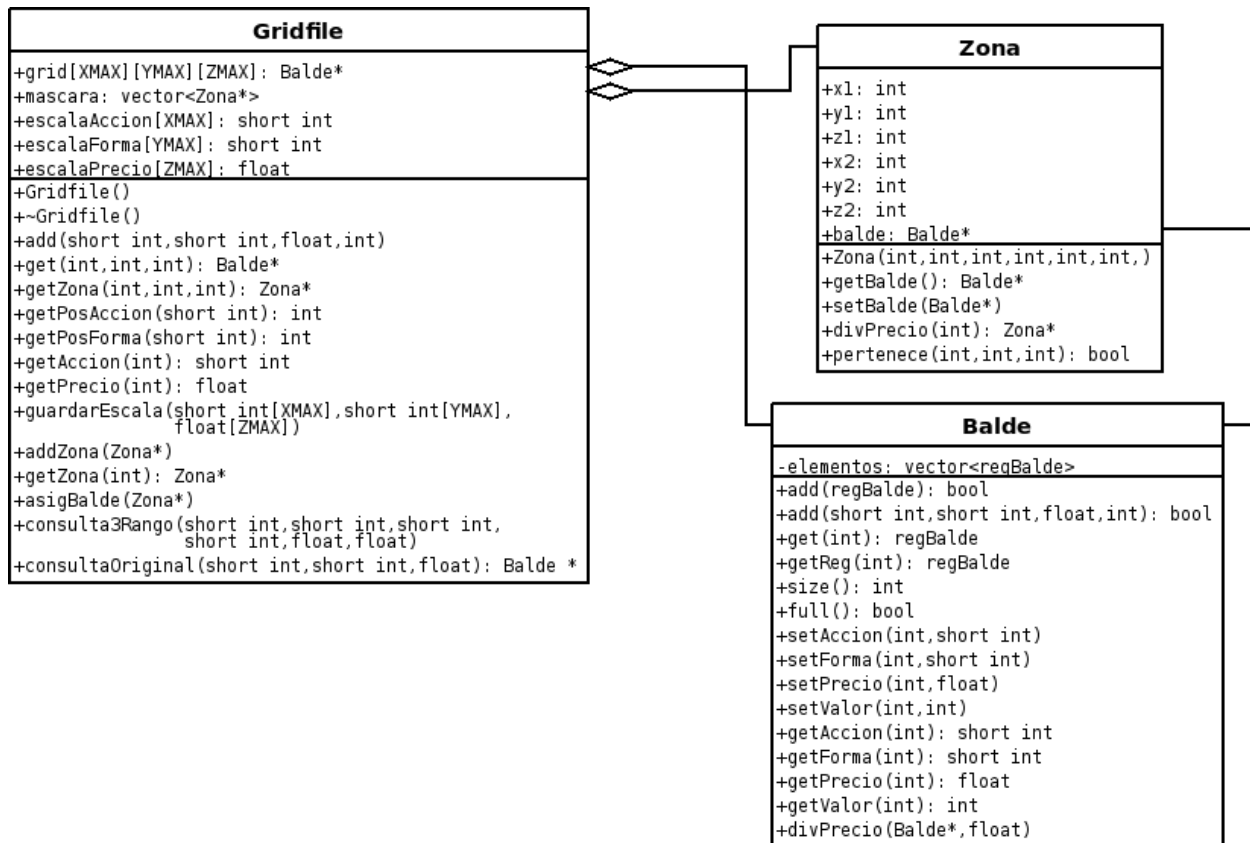 Gridfile
+grid[XMAX][YMAX][ZMAX]: Balde*
+mascara: vector<Zona*>
+escalaAccion[XMAX]: short int
+escalaForma[YMAX]: short int
+escalaPrecio[ZMAX]: float
+Gridfile()
+~Gridfile()
+add(short int,short int,float,int)
+get(int,int,int): Balde*
+getZona(int,int,int): Zona*
+getPosAccion(short int): int
+getPosForma(short int): int
+getAccion(int): short int
+getPrecio(int): float
+guardarEscala(short int[XMAX],short int[YMAX],
float[ZMAX])
+addZona(Zona*)
+getZona(int): Zona*
+asigBalde(Zona*)
+consulta3Rango(short int,short int,short int,
short int,float,float)
+consultaOriginal(short int,short int,float): Balde *
Zona
+x1: int
+y1: int
+z1: int
+x2: int
+y2: int
+z2: int
+balde: Balde*
+Zona(int,int,int,int,int,int,)
+getBalde(): Balde*
+setBalde(Balde*)
+divPrecio(int): Zona*
+pertenece(int,int,int): bool
Balde
-elementos: vector<regBalde>
+add(regBalde): bool
+add(short int,short int,float,int): bool
+get(int): regBalde
+getReg(int): regBalde
+size(): int
+full(): bool
+setAccion(int,short int)
+setForma(int,short int)
+setPrecio(int,float)
+setValor(int,int)
+getAccion(int): short int
+getForma(int): short int
+getPrecio(int): float
+getValor(int): int
+divPrecio(Balde*,float)